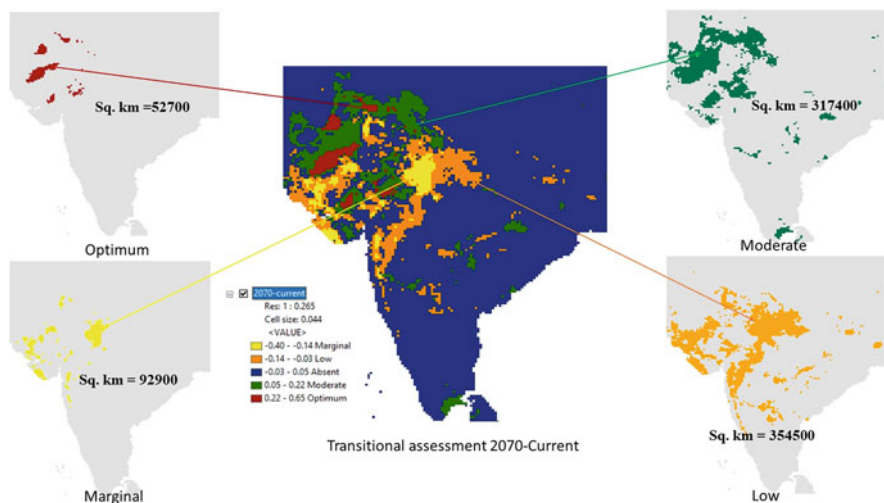 Sq. km =52700
Optimum
Sq. km = 317400
Moderate
Sq. km = 92900
Marginal
2070-current
Res: 1 : 0.265
Cell size: 0.044
<VALUE>
-0.40 - -0.14 Marginal
-0.14 - -0.03 Low
-0.03 - 0.05 Absent
0.05 - 0.22 Moderate
0.22 - 0.65 Optimum
Transitional assessment 2070-Current
Sq. km = 354500
Low